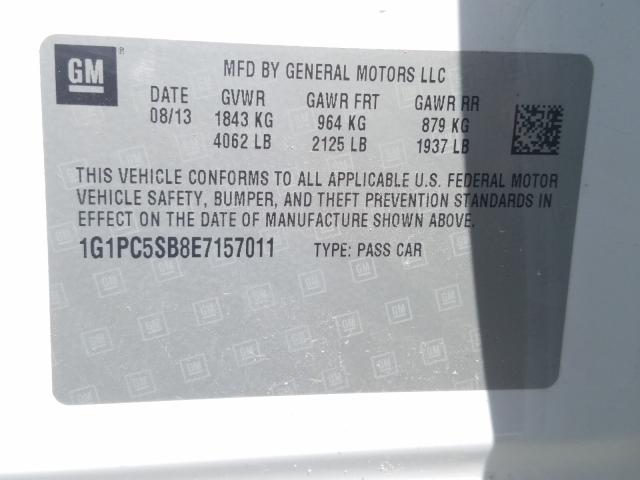 GM ®
MFD BY GENERAL MOTORS LLC
DATE GVWR GAWR FRT GAWR RR
08/13 1843 KG 964 KG 879 KG
4062 LB 2125 LB 1937 LB
THIS VEHICLE CONFORMS TO ALL APPLICABLE U.S. FEDERAL MOTOR
VEHICLE SAFETY, BUMPER, AND THEFT PREVENTION STANDARDS IN
EFFECT ON THE DATE OF MANUFACTURE SHOWN ABOVE.
1G1PC5SB8E7157011 TYPE: PASS CAR